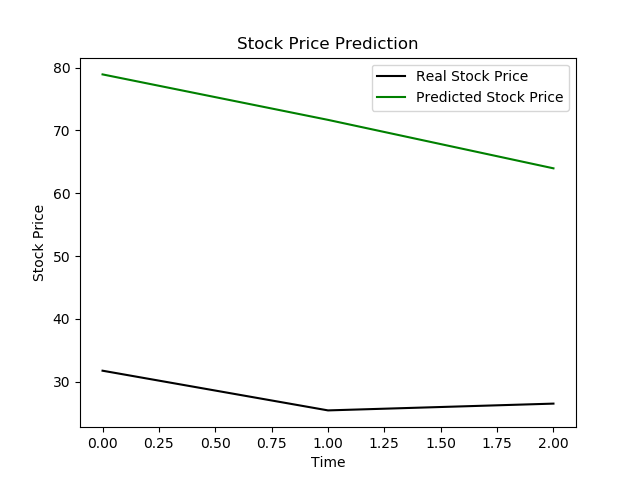 Stock Price Prediction
Real Stock Price
Predicted Stock Price
80
70
60
50
40
30
Stock Price
0.00 0.25 0.50 0.75 1.00 1.25 1.50 1.75 2.00
Time